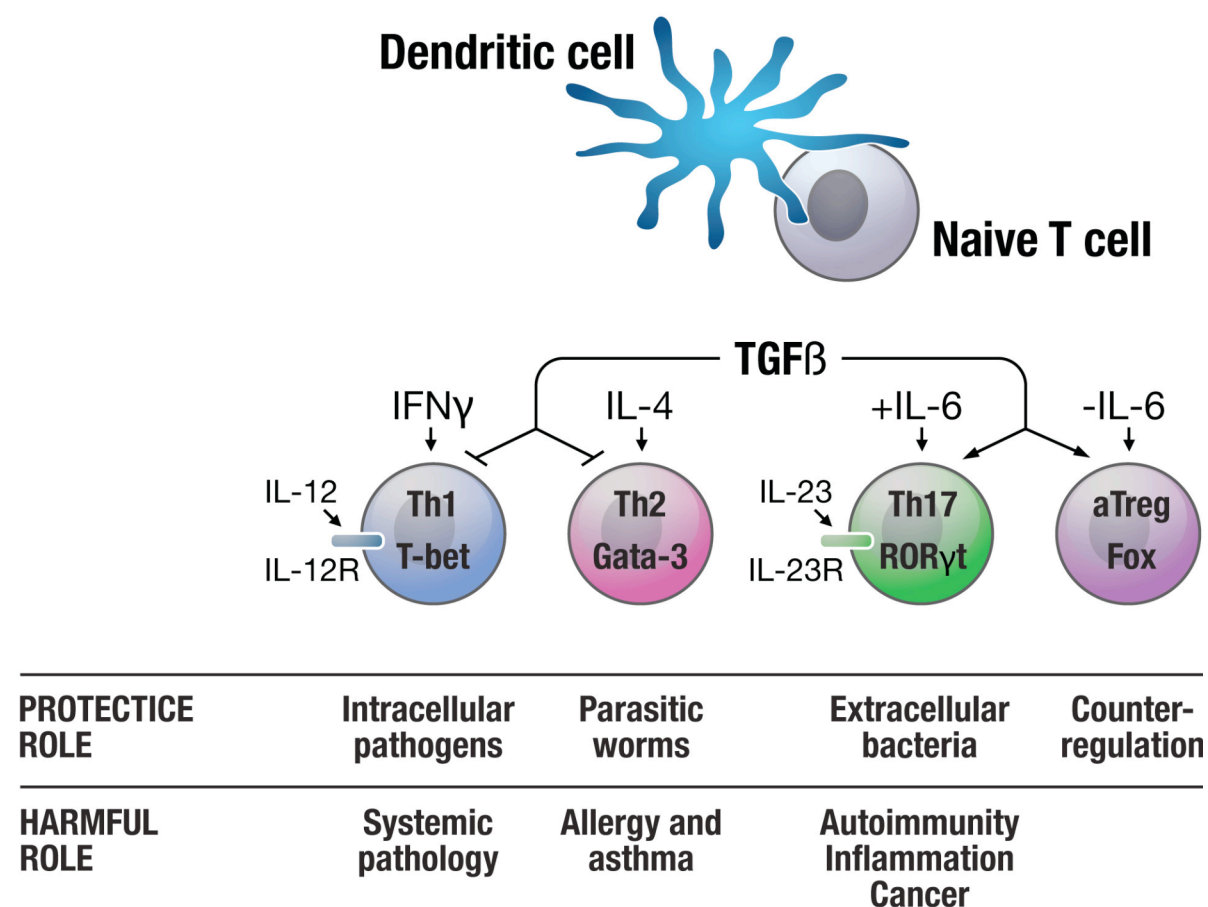 Dendritic cell
Naive T cell
TGFß
IFNγ
IL-4
+IL-6
-IL-6
IL-12
IL-12R
Th1
T-bet
Th2
Gata-3
IL-23
IL-23R
Th17
RORγt
aTreg
Fox
PROTECTICE
ROLE
Intracellular
pathogens
Parasitic
worms
Extracellular
bacteria
Counter-
regulation
HARMFUL
ROLE
Systemic
pathology
Allergy and
asthma
Autoimmunity
Inflammation
Cancer